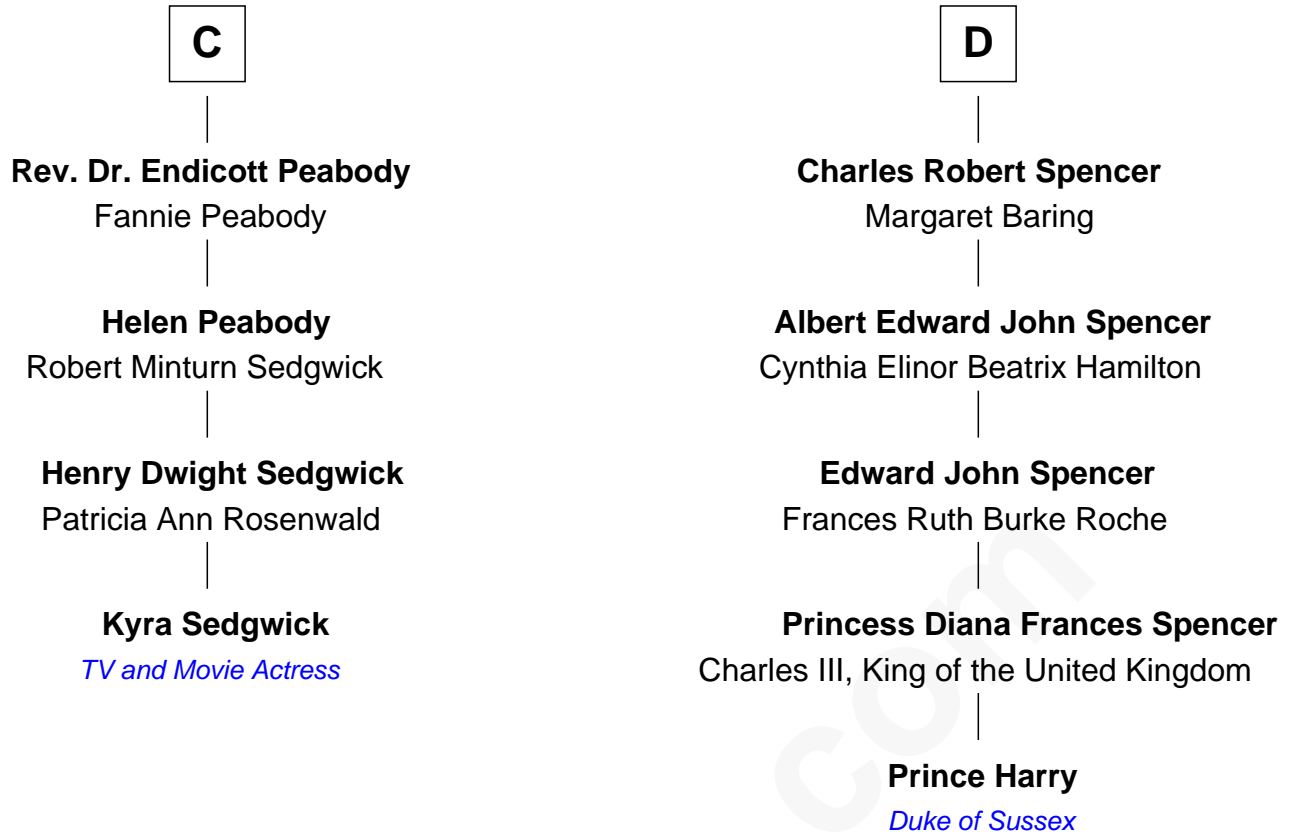 C
Rev. Dr. Endicott Peabody
Fannie Peabody
Helen Peabody
Robert Minturn Sedgwick
Henry Dwight Sedgwick
Patricia Ann Rosenwald
Kyra Sedgwick
TV and Movie Actress
D
Charles Robert Spencer
Margaret Baring
Albert Edward John Spencer
Cynthia Elinor Beatrix Hamilton
Edward John Spencer
Frances Ruth Burke Roche
Princess Diana Frances Spencer
Charles III, King of the United Kingdom
Prince Harry
Duke of Sussex
com